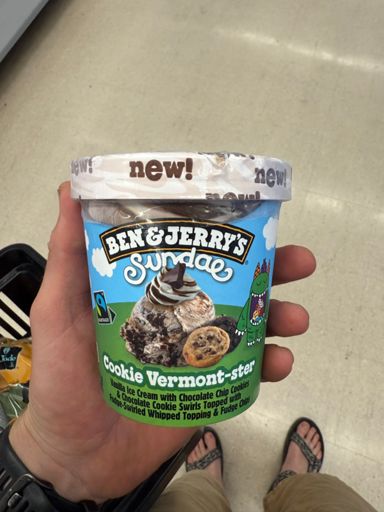 new!
new!
new!
BEN & JERRY'S
Sundae
Cookie Vermont-ster
Vanilla Ice Cream with Chocolate Chip Cookies
& Chocolate Cookie Swirls Topped with
Fudge-Swirled Whipped Topping & Fudge Chips